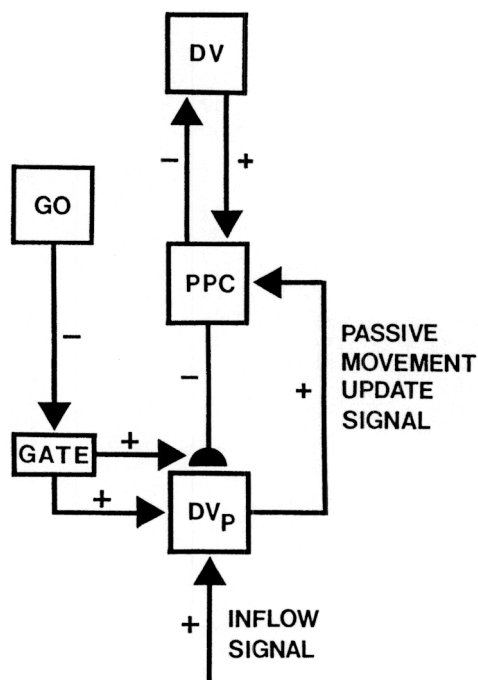 DV
−
+
GO
PPC
−
PASSIVE
MOVEMENT
UPDATE
SIGNAL
−
+
GATE
+
+
DVP
+
INFLOW
SIGNAL